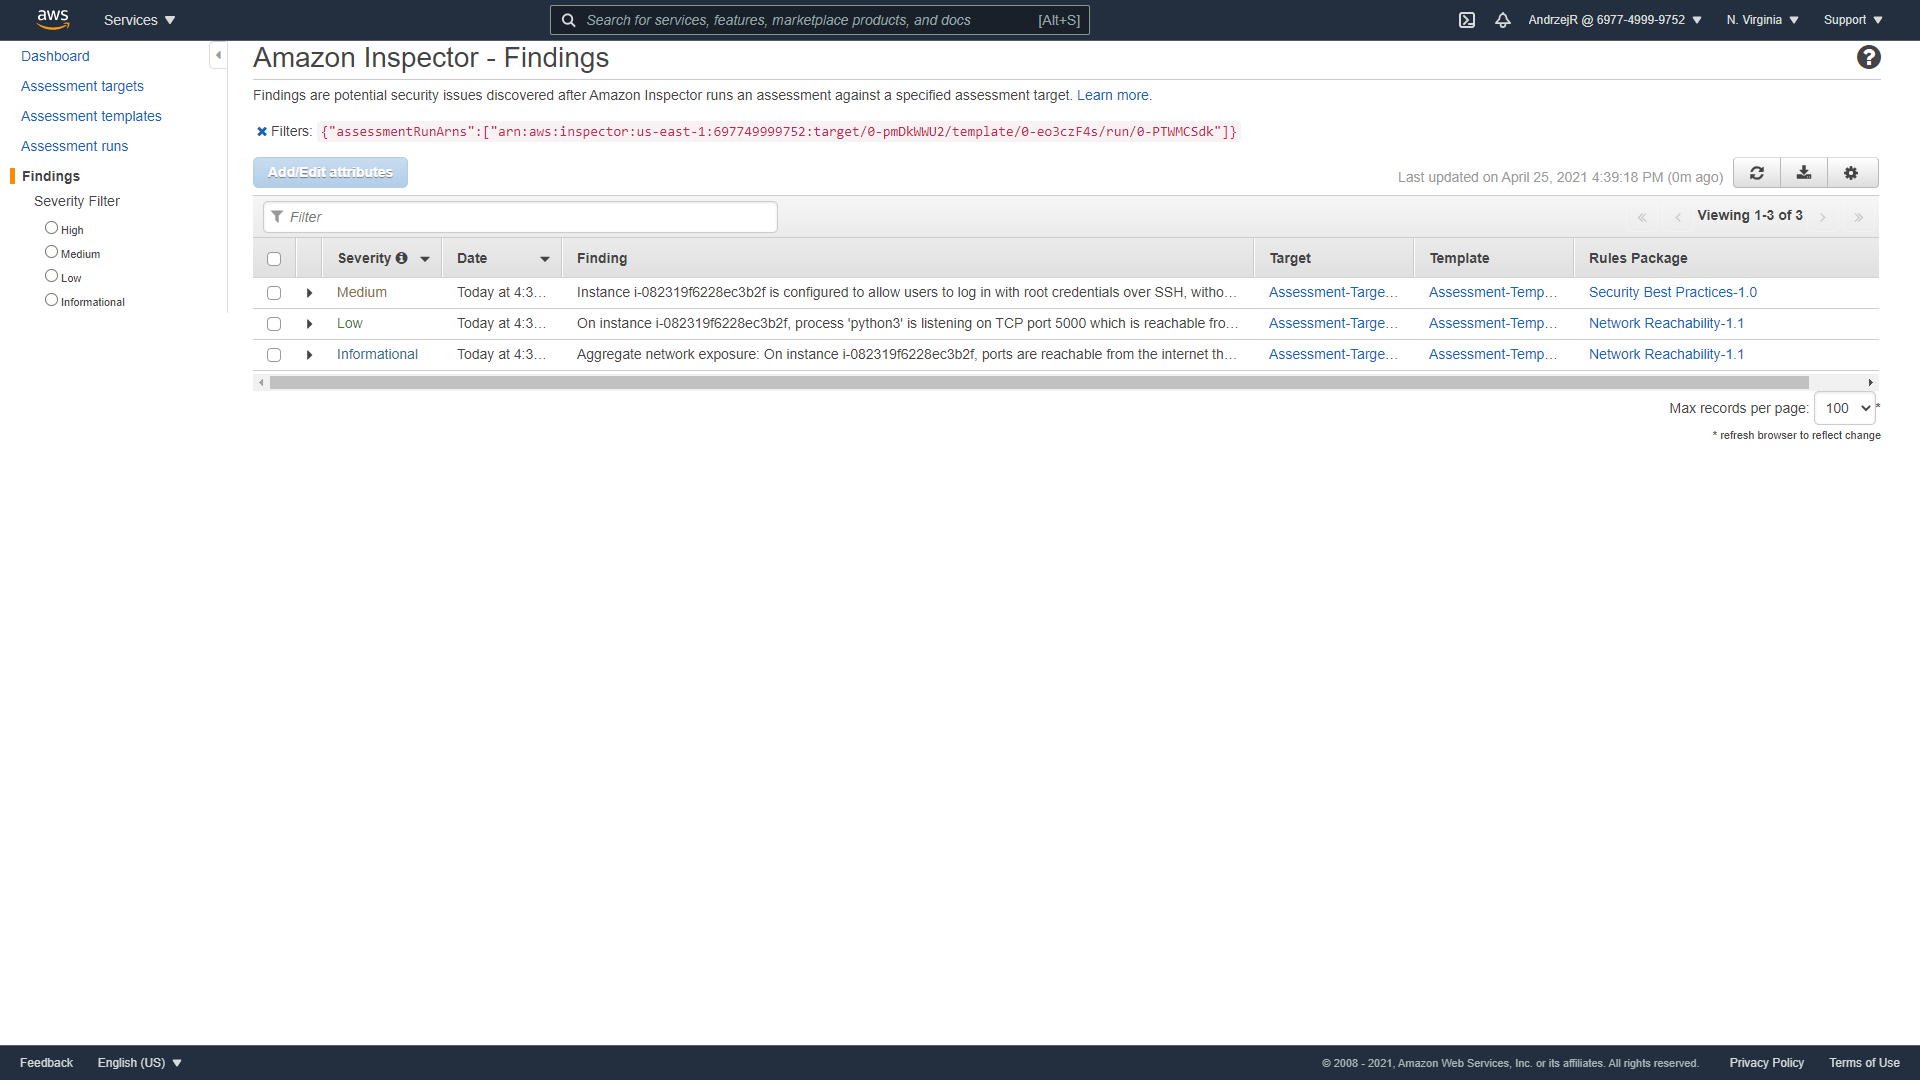 aws Services Search for services, features, marketplace products, and docs [Alt+S] AndrzejR @ 6977-4999-9752 N. Virginia Support
Dashboard
Assessment targets
Assessment templates
Assessment runs
Findings
Severity Filter
High
Medium
Low
Informational
Amazon Inspector - Findings
Findings are potential security issues discovered after Amazon Inspector runs an assessment against a specified assessment target. Learn more.
Filters: {"assessmentRunArns":["arn:aws:inspector:us-east-1:697749999752:target/0-pmDkWWU2/template/0-eo3czF4s/run/0-PTWMCSdk"]}
Add/Edit attributes Last updated on April 25, 2021 4:39:18 PM (0m ago)
Filter « ‹ Viewing 1-3 of 3 › »
Severity Date Finding Target Template Rules Package
Medium Today at 4:3... Instance i-082319f6228ec3b2f is configured to allow users to log in with root credentials over SSH, witho... Assessment-Targe... Assessment-Temp... Security Best Practices-1.0
Low Today at 4:3... On instance i-082319f6228ec3b2f, process 'python3' is listening on TCP port 5000 which is reachable fro... Assessment-Targe... Assessment-Temp... Network Reachability-1.1
Informational Today at 4:3... Aggregate network exposure: On instance i-082319f6228ec3b2f, ports are reachable from the internet th... Assessment-Targe... Assessment-Temp... Network Reachability-1.1
Max records per page: 100 *
* refresh browser to reflect change
Feedback English (US) © 2008 - 2021, Amazon Web Services, Inc. or its affiliates. All rights reserved. Privacy Policy Terms of Use